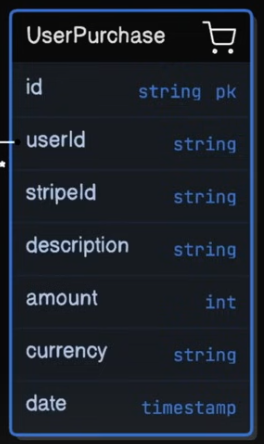 UserPurchase
id string pk
userId string
*
stripeId string
description string
amount int
currency string
date timestamp